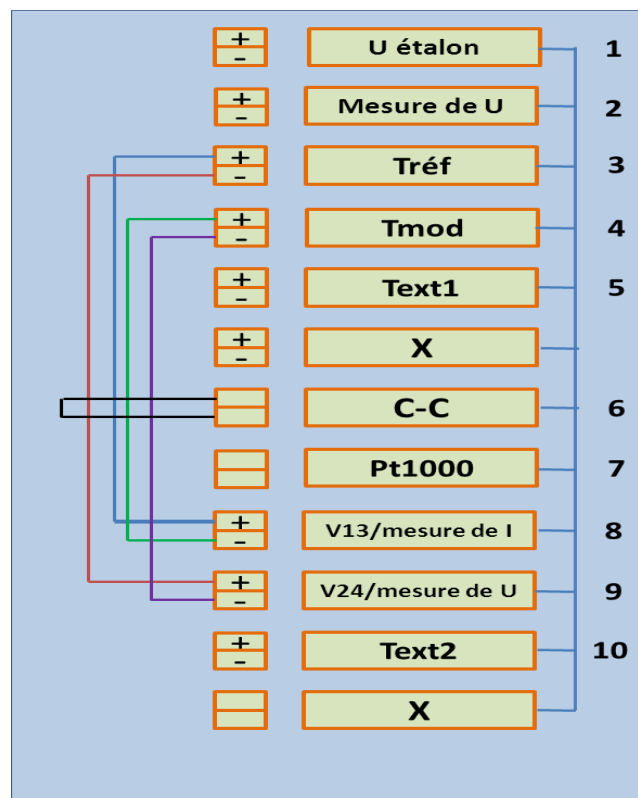 +
-
U étalon
1
+
-
Mesure de U
2
+
-
Tréf
3
+
-
Tmod
4
+
-
Text1
5
+
-
X
C-C
6
Pt1000
7
+
-
V13/mesure de I
8
+
-
V24/mesure de U
9
+
-
Text2
10
X